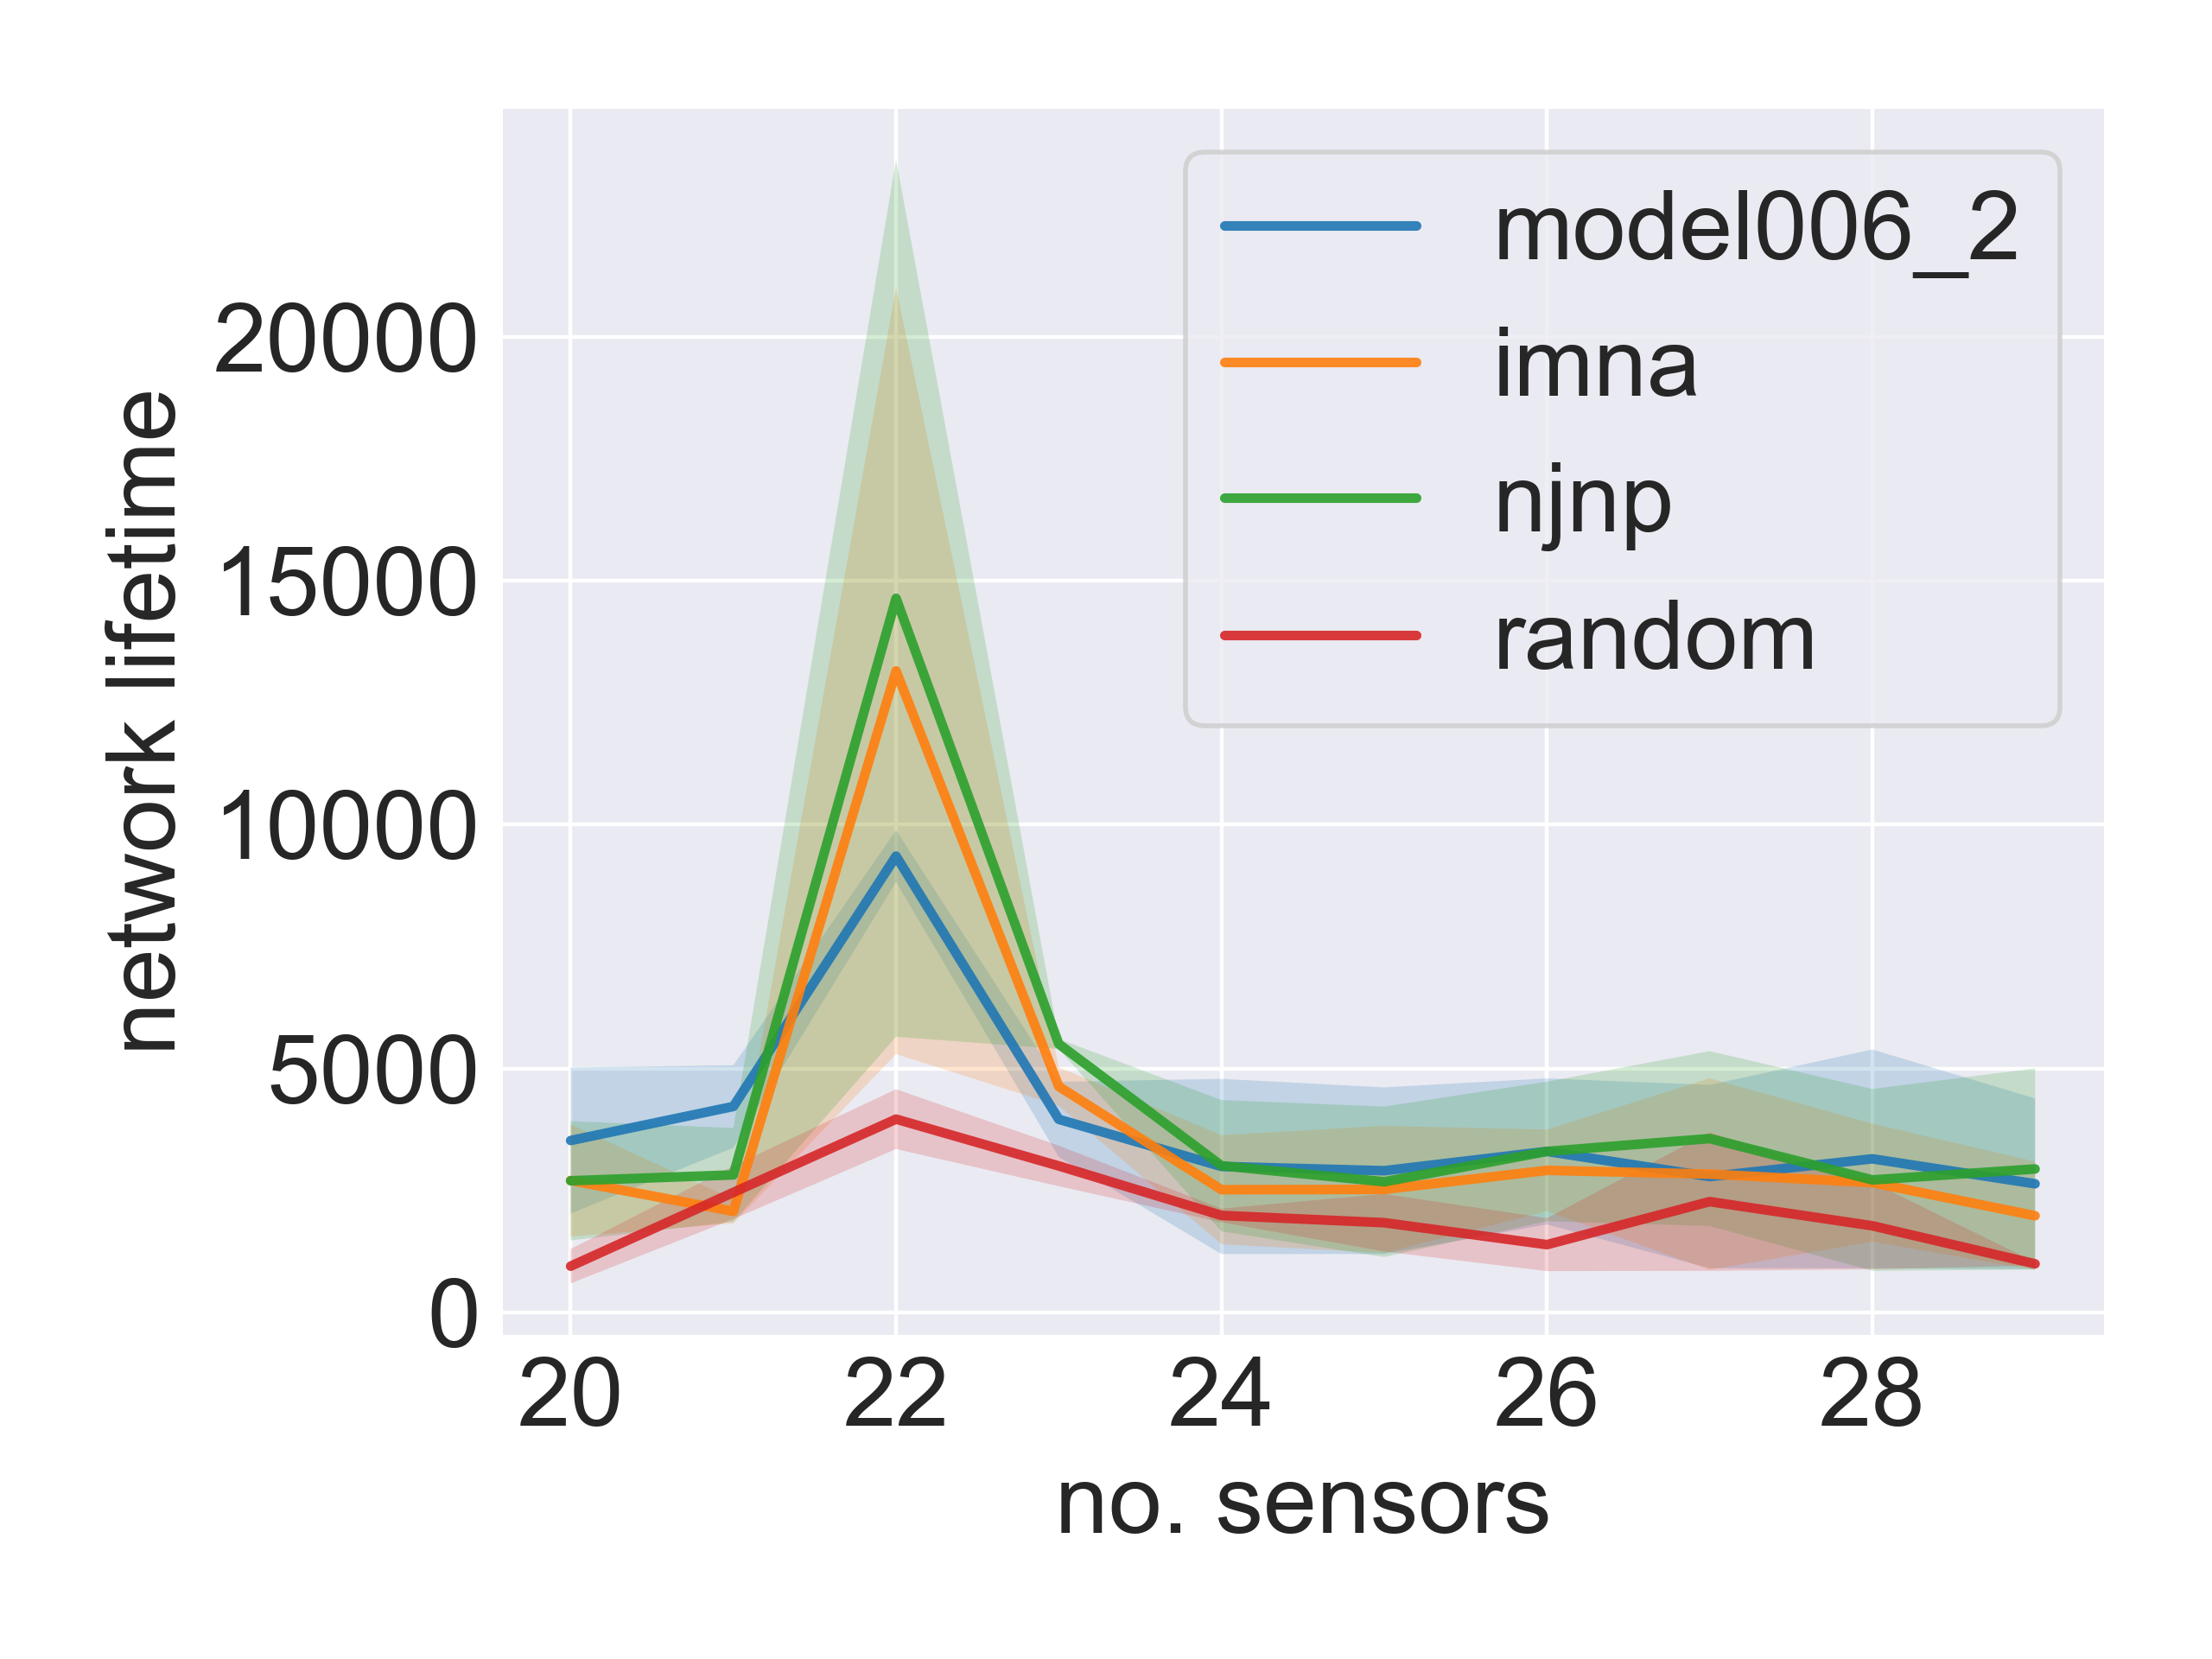 model006_2
imna
njnp
random
network lifetime
20000
15000
10000
5000
0
20 22 24 26 28
no. sensors